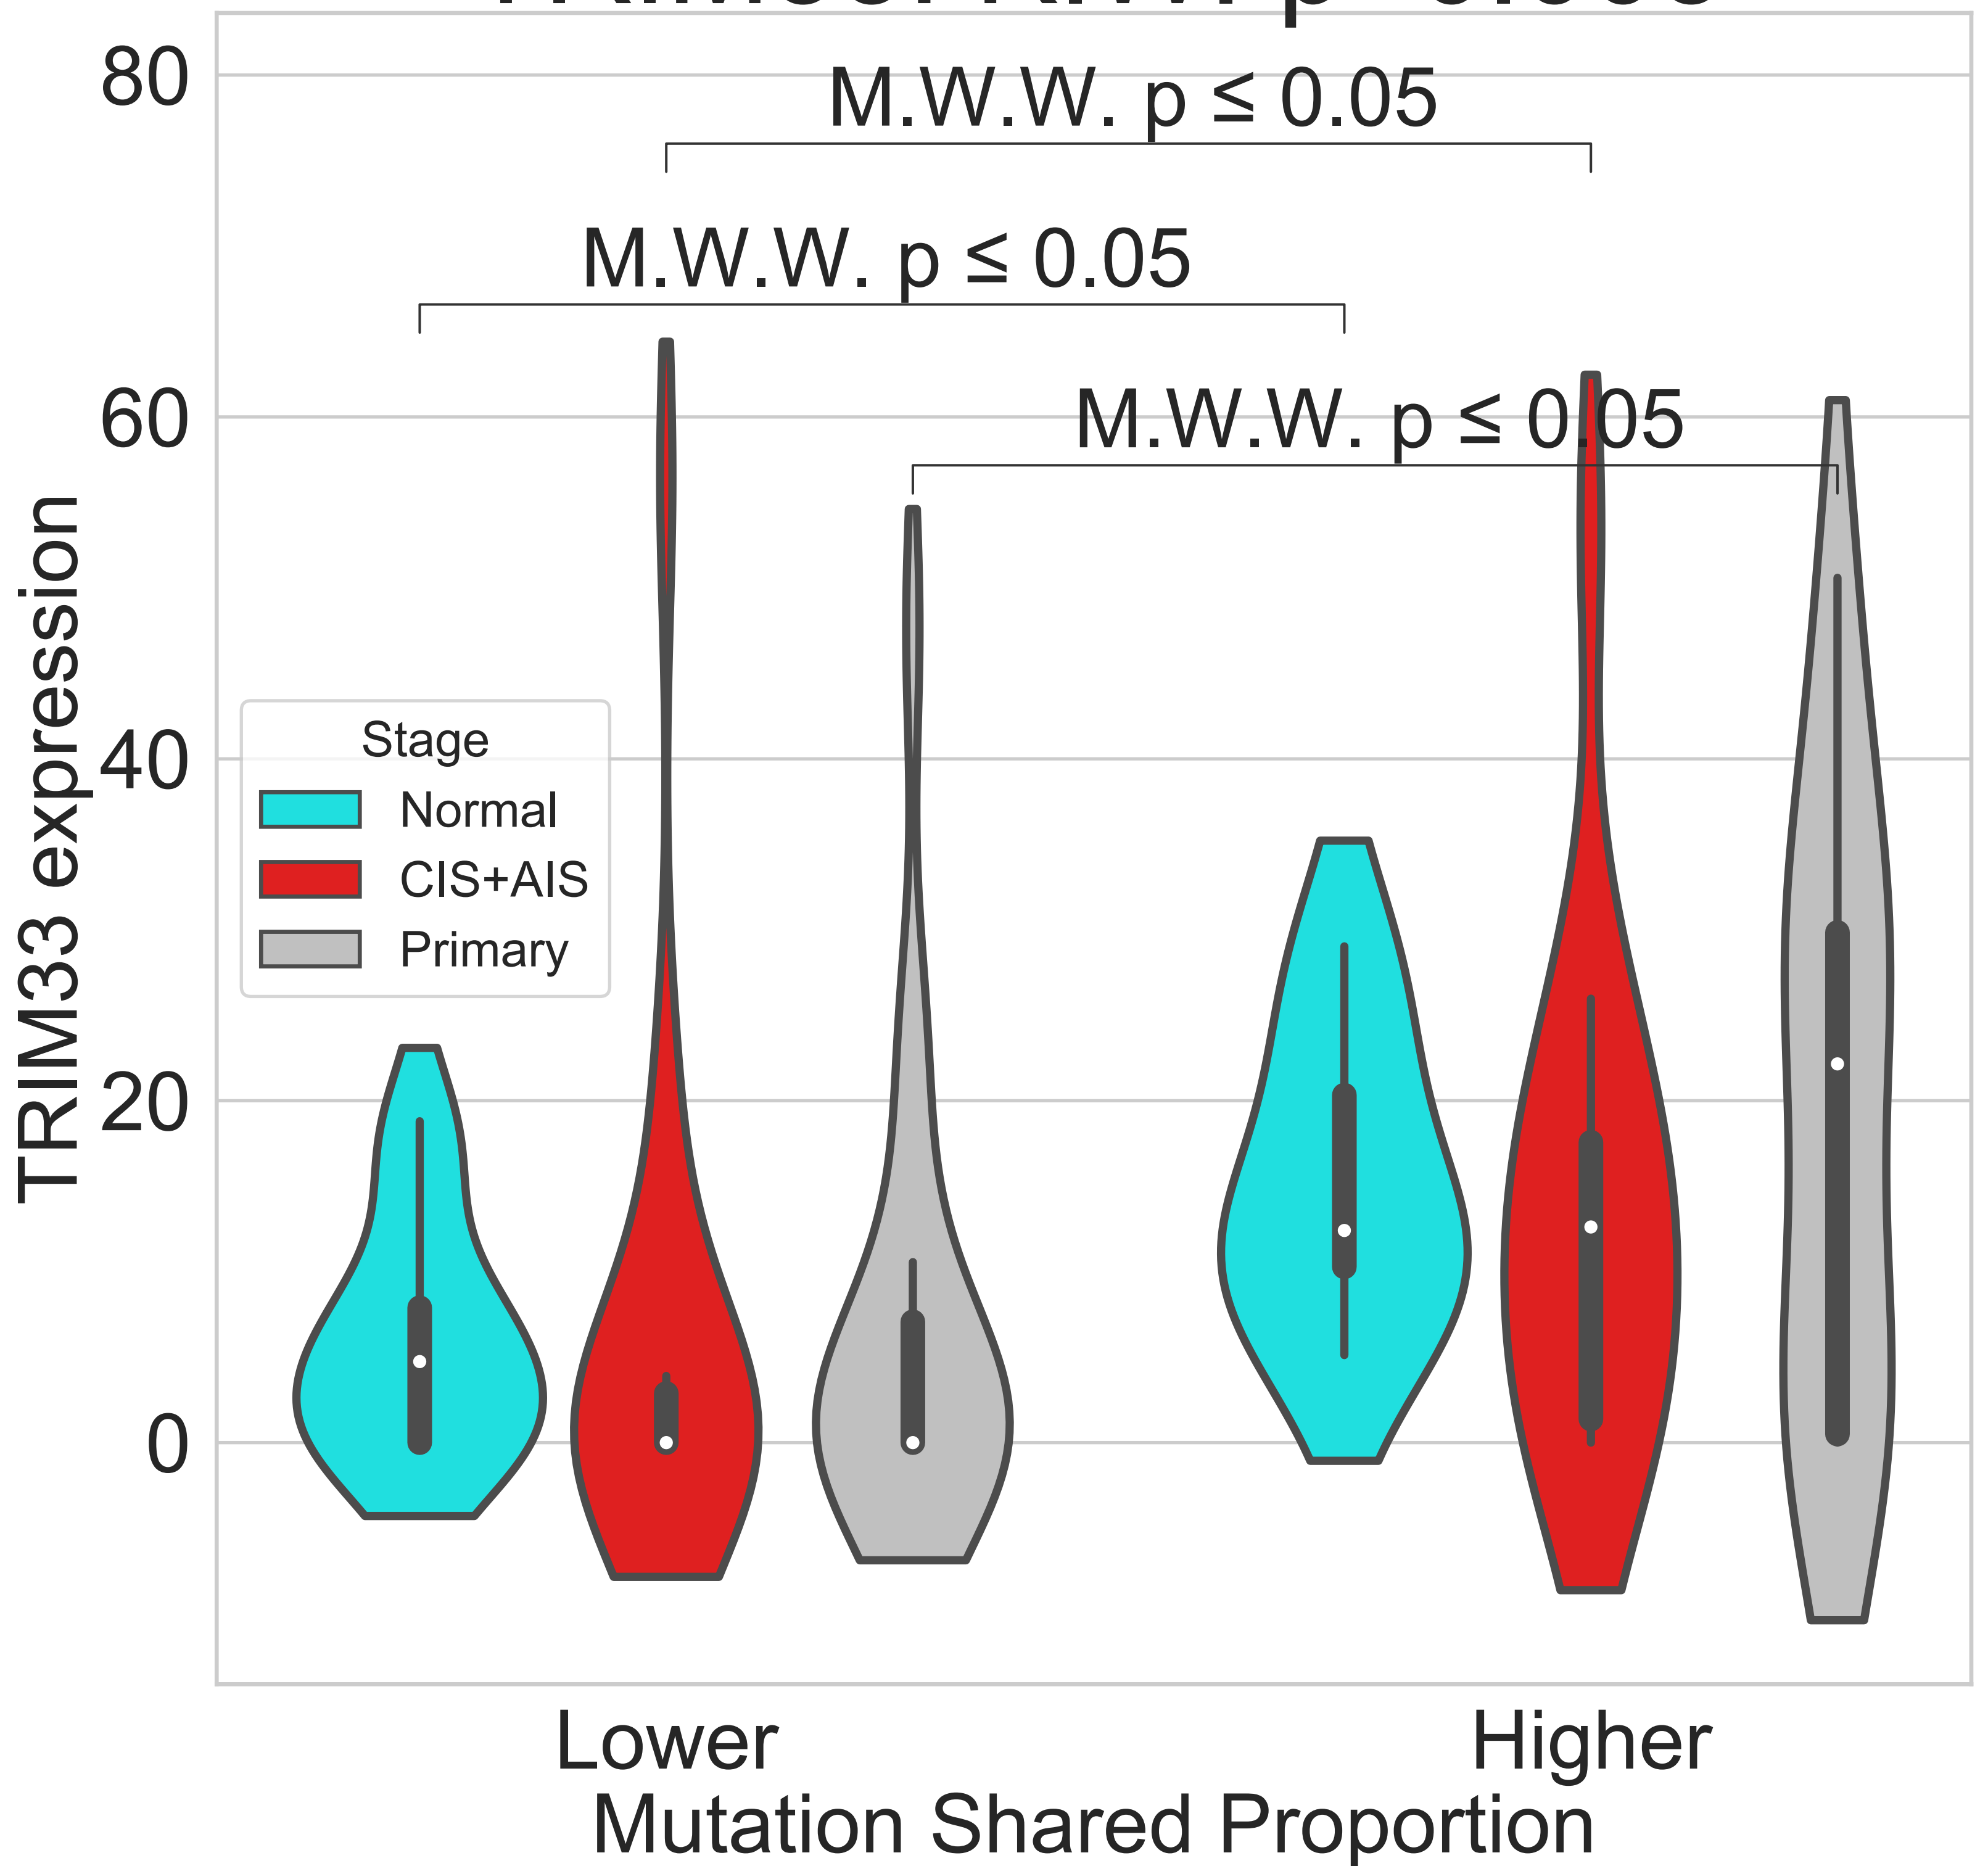 80
M.W.W. p ≤ 0.05
M.W.W. p ≤ 0.05
60
M.W.W. p ≤ 0.05
TRIM33 expression
40
Stage
Normal
CIS+AIS
Primary
20
0
Lower
Higher
Mutation Shared Proportion